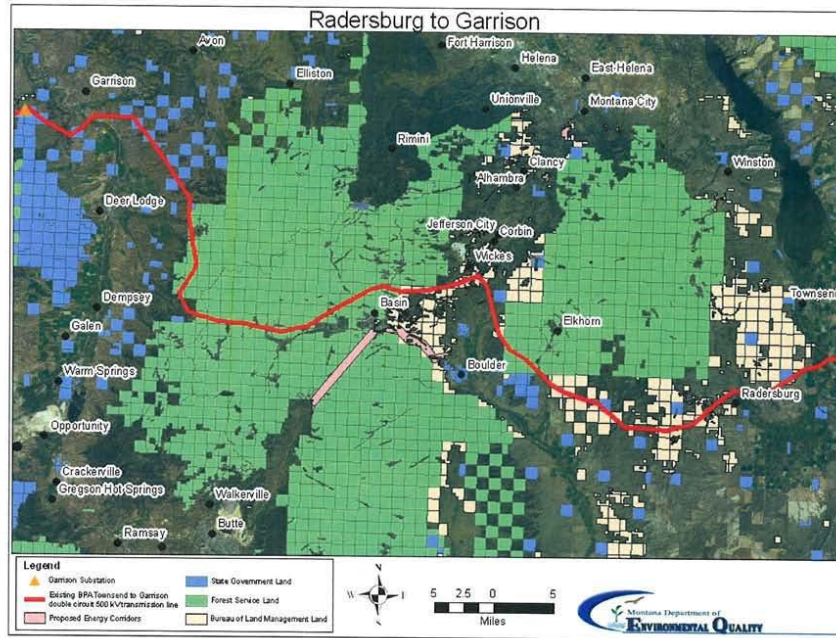 Radersburg to Garrison
Avon
Fort Harrison
Helena
East Helena
Elliston
Garrison
Unionville
Montana City
Rimini
Clancy
Winston
Alhambra
Deer Lodge
Jefferson City
Corbin
Wickes
Dempsey
Basin
Townsen
Galen
Elkhorn
Warm Springs
Boulder
Radersburg
Opportunity
Crackerville
Gregson Hot Springs
Walkerville
Butte
Ramsay
Legend
Garrison Substation
Existing BPA Townsend to Garrison
double circuit 500 kV transmission line
Proposed Energy Corridors
State Government Land
Forest Service Land
Bureau of Land Management Land
N
W
S
5 2.5 0 5
Miles
Montana Department of
ENVIRONMENTAL QUALITY